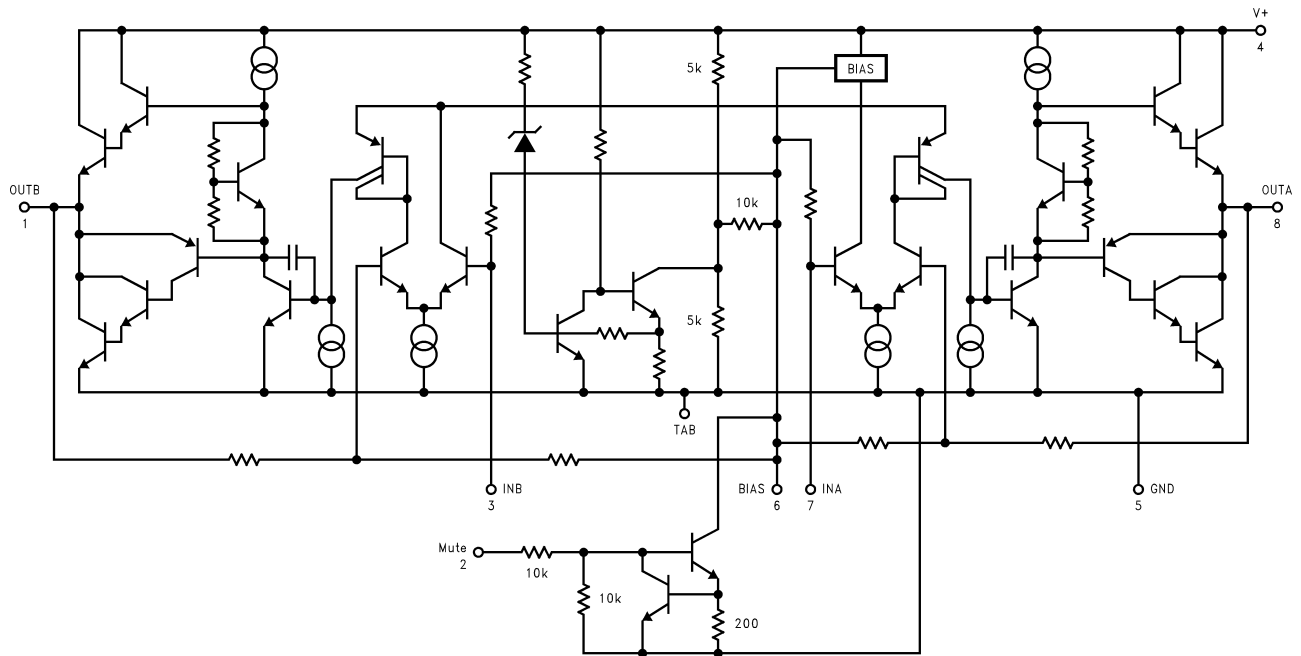 V+
4
5k
BIAS
OUTB
1
10k
OUTA
8
5k
TAB
INB
3
BIAS
6
INA
7
GND
5
Mute
2
10k
10k
200